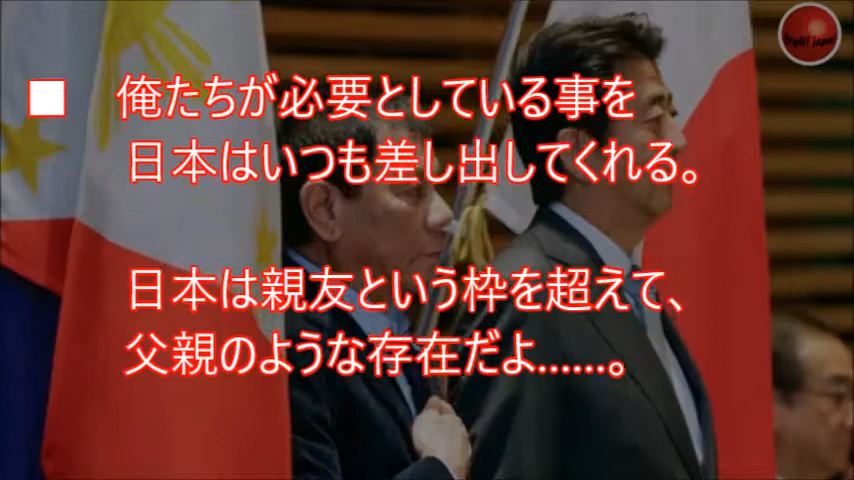 ■ 俺たちが必要としている事を
日本はいつも差し出してくれる。
日本は親友という枠を超えて、
父親のような存在だよ……。